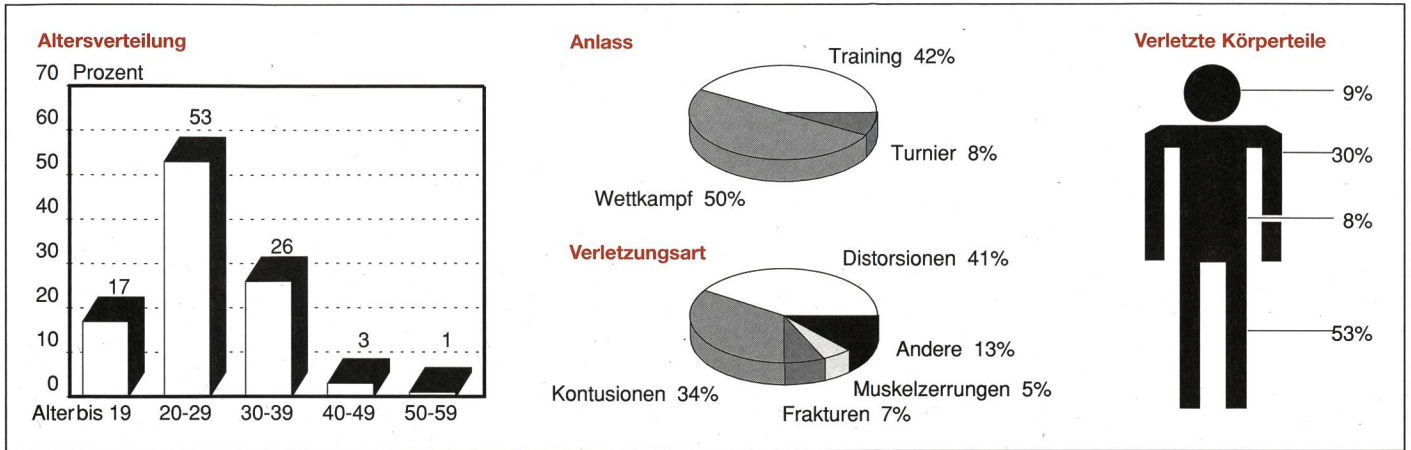 Altersverteilung
70 Prozent
60
50
40
30
20
10
0
17
53
26
3
1
Alter bis 19 20-29 30-39 40-49 50-59
Anlass
Training 42%
Turnier 8%
Wettkampf 50%
Verletzungsart
Distorsionen 41%
Andere 13%
Muskelzerrungen 5%
Frakturen 7%
Kontusionen 34%
Verletzte Körperteile
9%
30%
8%
53%